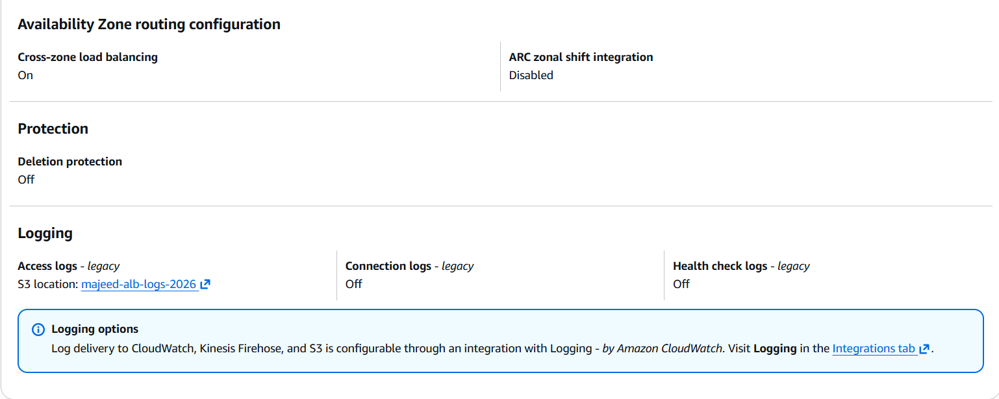 Availability Zone routing configuration
Cross-zone load balancing
On
ARC zonal shift integration
Disabled
Protection
Deletion protection
Off
Logging
Access logs - legacy
S3 location: majeed-alb-logs-2026
Connection logs - legacy
Off
Health check logs - legacy
Off
Logging options
Log delivery to CloudWatch, Kinesis Firehose, and S3 is configurable through an integration with Logging - by Amazon CloudWatch. Visit Logging in the Integrations tab.